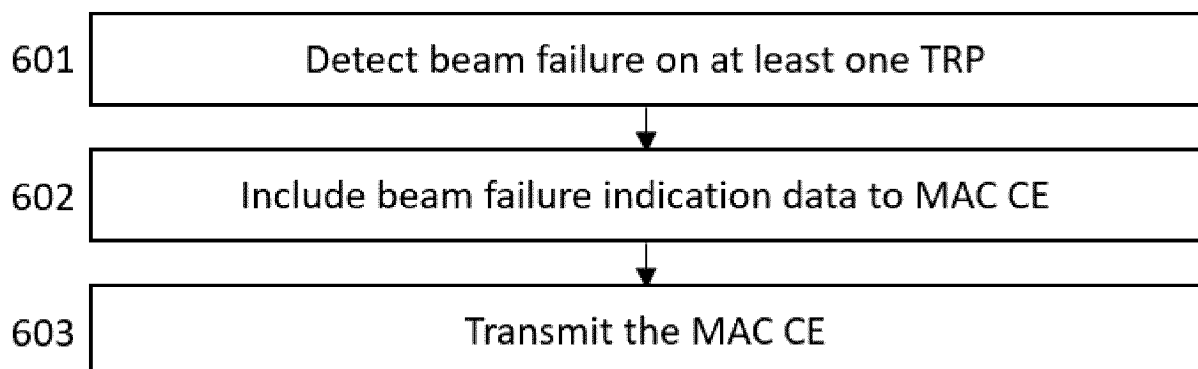 601 Detect beam failure on at least one TRP
602 Include beam failure indication data to MAC CE
603 Transmit the MAC CE